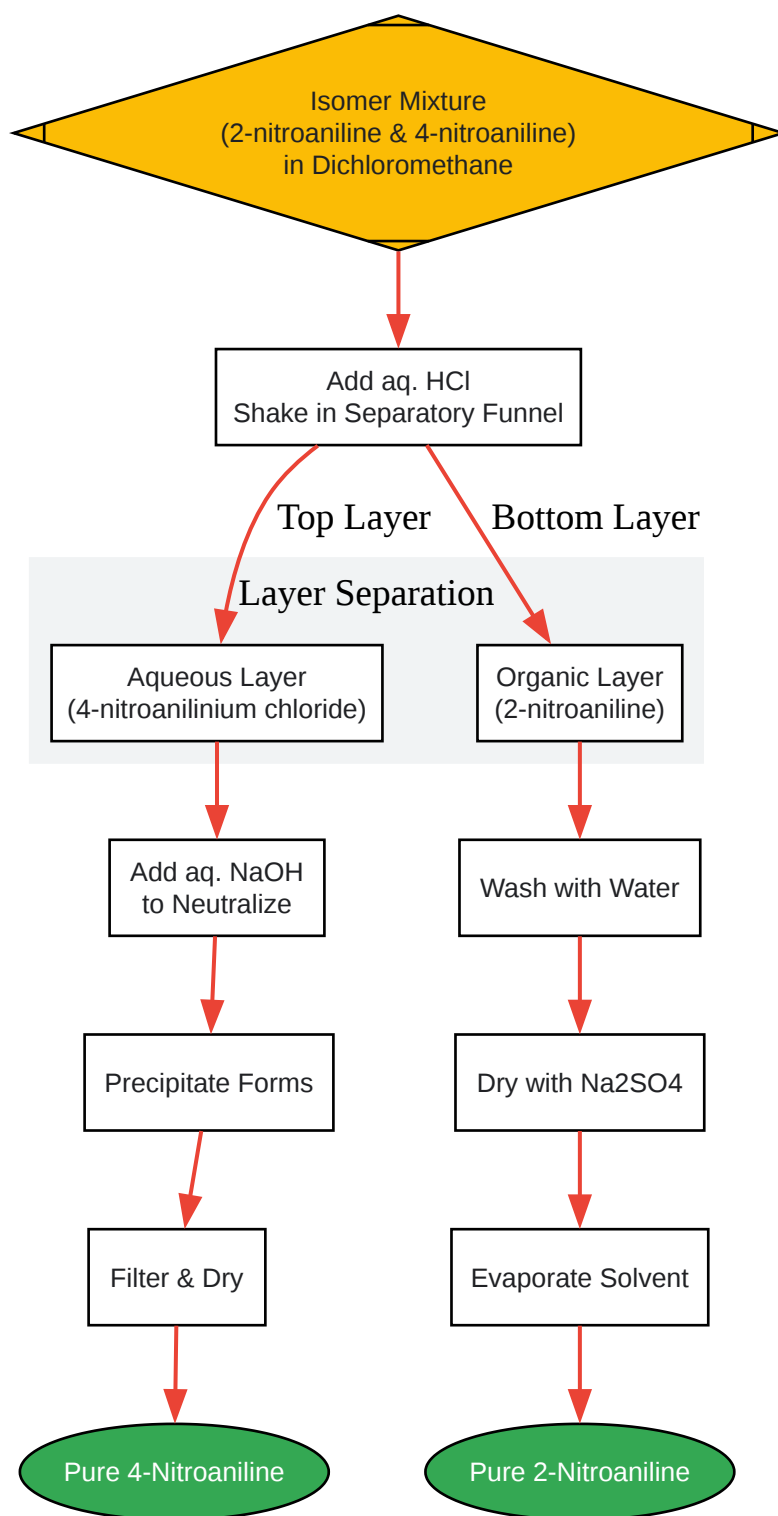 Isomer Mixture
(2-nitroaniline & 4-nitroaniline)
in Dichloromethane
Add aq. HCl
Shake in Separatory Funnel
Top Layer
Bottom Layer
Layer Separation
Aqueous Layer
(4-nitroanilinium chloride)
Organic Layer
(2-nitroaniline)
Add aq. NaOH
to Neutralize
Wash with Water
Precipitate Forms
Dry with Na2SO4
Filter & Dry
Evaporate Solvent
Pure 4-Nitroaniline
Pure 2-Nitroaniline